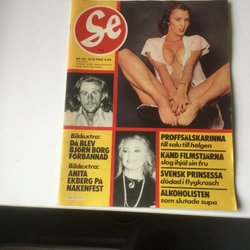 Se
Bildextra:
DÅ BLEV
BJÖRN BORG
FÖRBANNAD
Bildextra:
ANITA
EKBERG PÅ
NAKENFEST
PROFFSÄLSKARINNA
till salu till helgen
KÄND FILMSTJÄRNA
slog ihjäl sin fru
SVENSK PRINSESSA
dödad i flygkrasch
ALKOHOLISTEN
som slutade supa